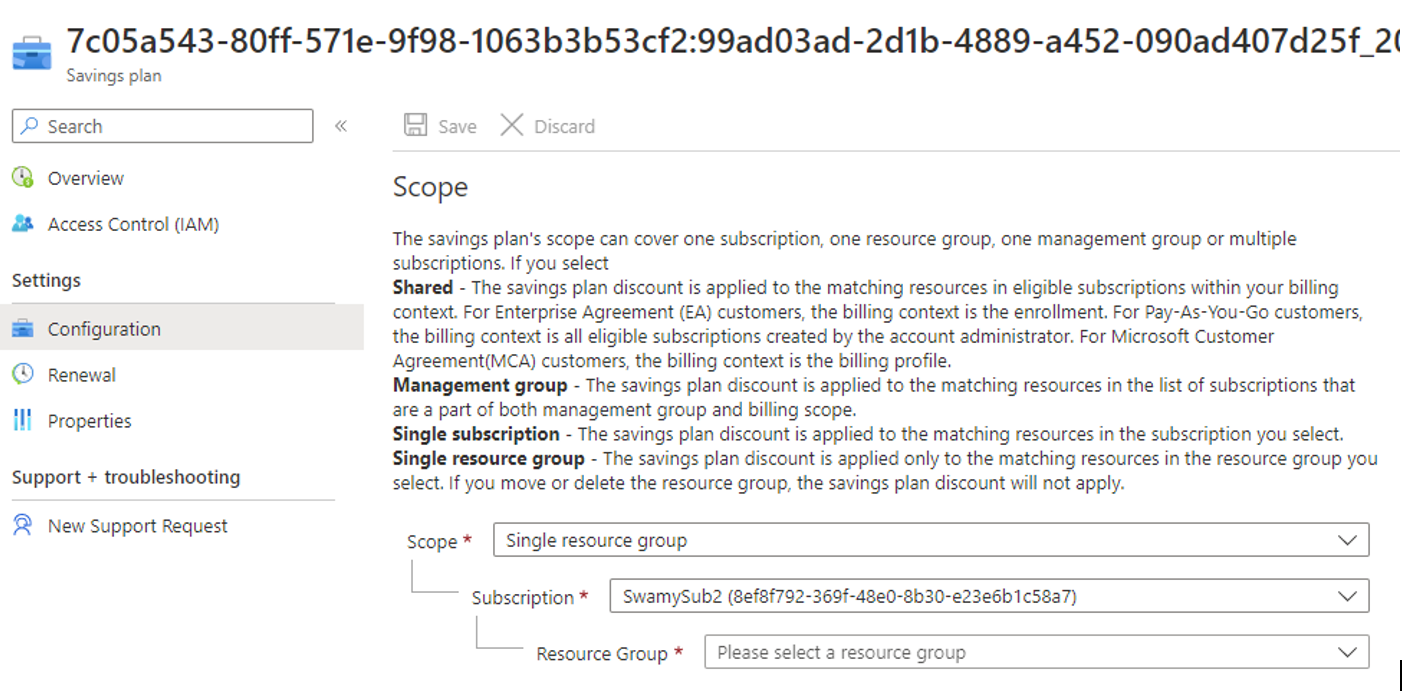 7c05a543-80ff-571e-9f98-1063b3b53cf2:99ad03ad-2d1b-4889-a452-090ad407d25f_20
Savings plan
Search
Save
Discard
Overview
Access Control (IAM)
Settings
Configuration
Renewal
Properties
Support + troubleshooting
New Support Request
Scope
The savings plan's scope can cover one subscription, one resource group, one management group or multiple
subscriptions. If you select
Shared - The savings plan discount is applied to the matching resources in eligible subscriptions within your billing
context. For Enterprise Agreement (EA) customers, the billing context is the enrollment. For Pay-As-You-Go customers,
the billing context is all eligible subscriptions created by the account administrator. For Microsoft Customer
Agreement(MCA) customers, the billing context is the billing profile.
Management group - The savings plan discount is applied to the matching resources in the list of subscriptions that
are a part of both management group and billing scope.
Single subscription - The savings plan discount is applied to the matching resources in the subscription you select.
Single resource group - The savings plan discount is applied only to the matching resources in the resource group you
select. If you move or delete the resource group, the savings plan discount will not apply.
Scope * Single resource group
Subscription * SwamySub2 (8ef8f792-369f-48e0-8b30-e23e6b1c58a7)
Resource Group * Please select a resource group